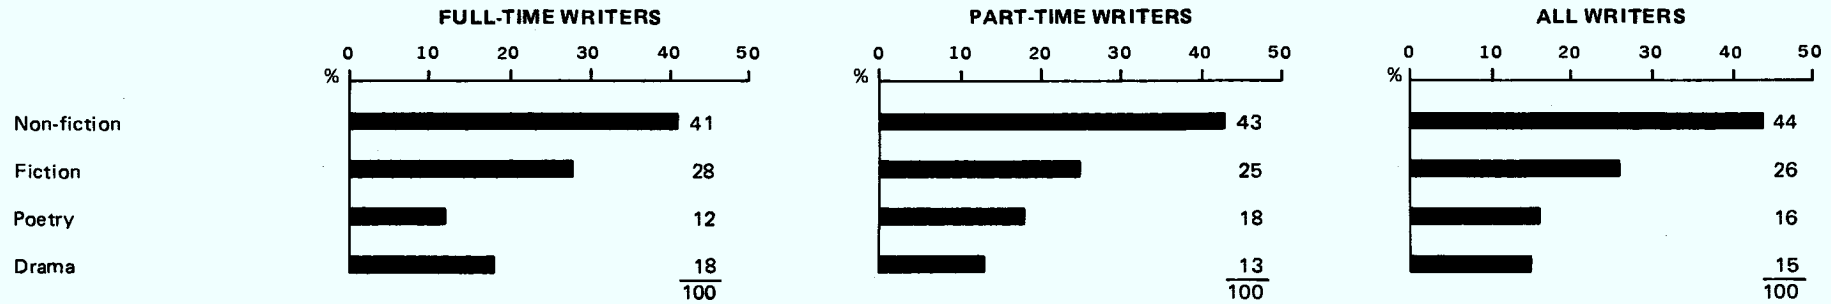 FULL-TIME WRITERS PART-TIME WRITERS ALL WRITERS
0 10 20 30 40 50 0 10 20 30 40 50 0 10 20 30 40 50
% % %
Non-fiction 41 43 44
Fiction 28 25 26
Poetry 12 18 16
Drama 18 13 15
100 100 100